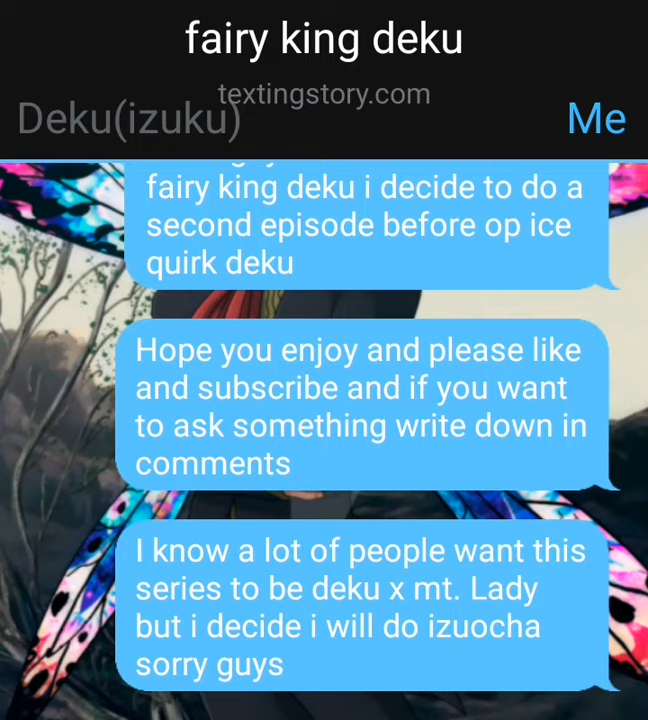 fairy king deku
textingstory.com
Deku(izuku)
Me
fairy king deku i decide to do a
second episode before op ice
quirk deku
Hope you enjoy and please like
and subscribe and if you want
to ask something write down in
comments
I know a lot of people want this
series to be deku x mt. Lady
but i decide i will do izuocha
sorry guys